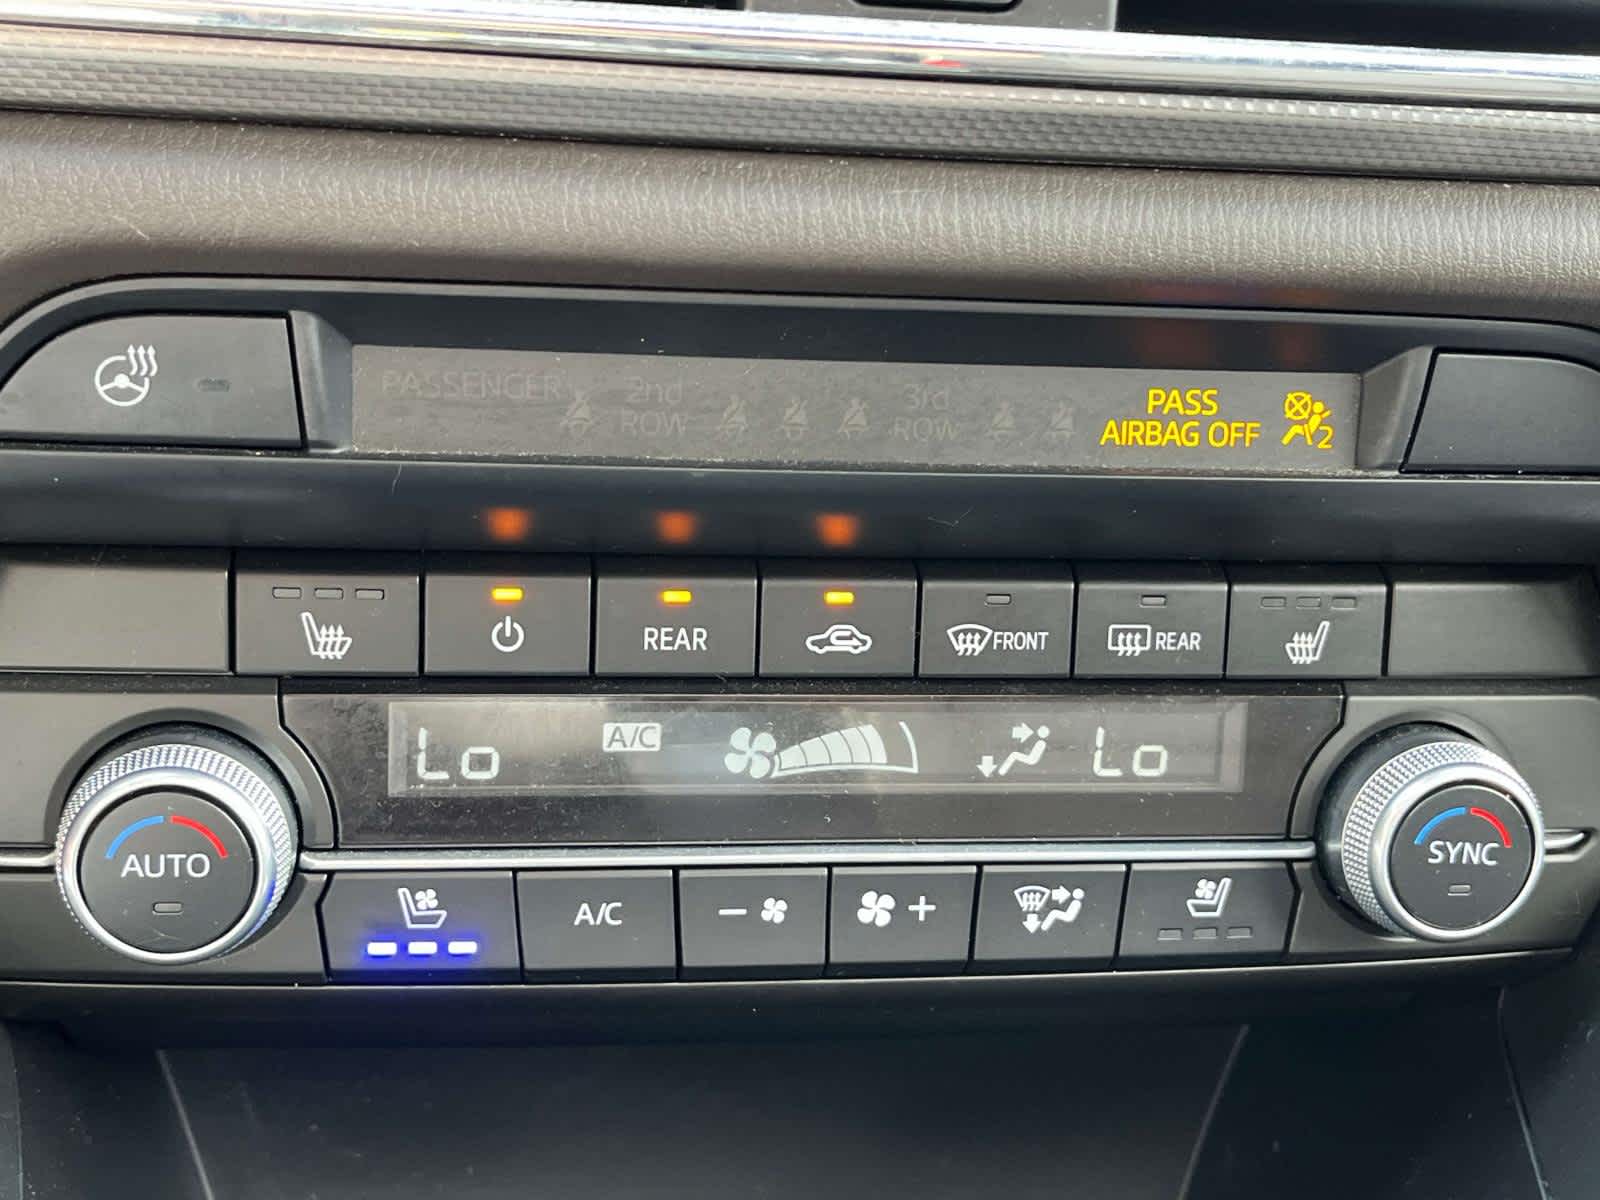 PASSENGER
2nd
ROW
3rd
ROW
PASS
AIRBAG OFF
2
REAR
FRONT
REAR
Lo
A/C
Lo
AUTO
SYNC
A/C
－
+